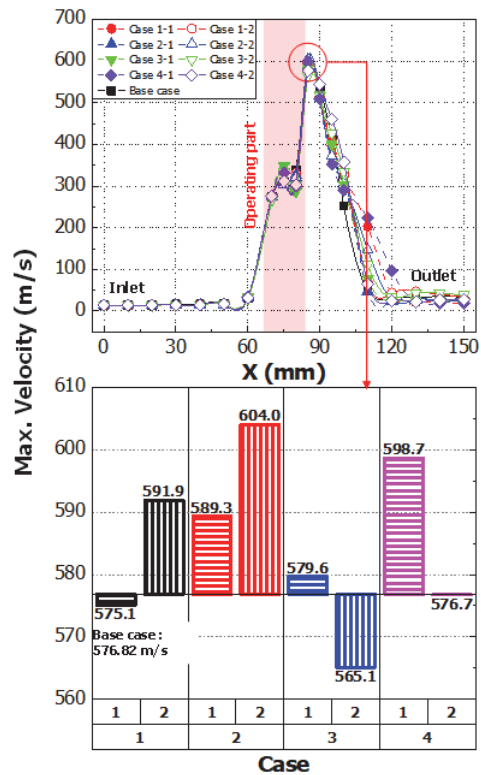 Max. Velocity (m/s)
700
600
500
400
300
200
100
0
Case 1-1 Case 1-2
Case 2-1 Case 2-2
Case 3-1 Case 3-2
Case 4-1 Case 4-2
Base case
Operating part
Inlet
Outlet
0 30 60 90 120 150
X (mm)
610
600
590
580
570
560
575.1
591.9
589.3
604.0
579.6
565.1
598.7
576.7
Base case :
576.82 m/s
1 2 1 2 1 2 1 2
1 2 3 4
Case